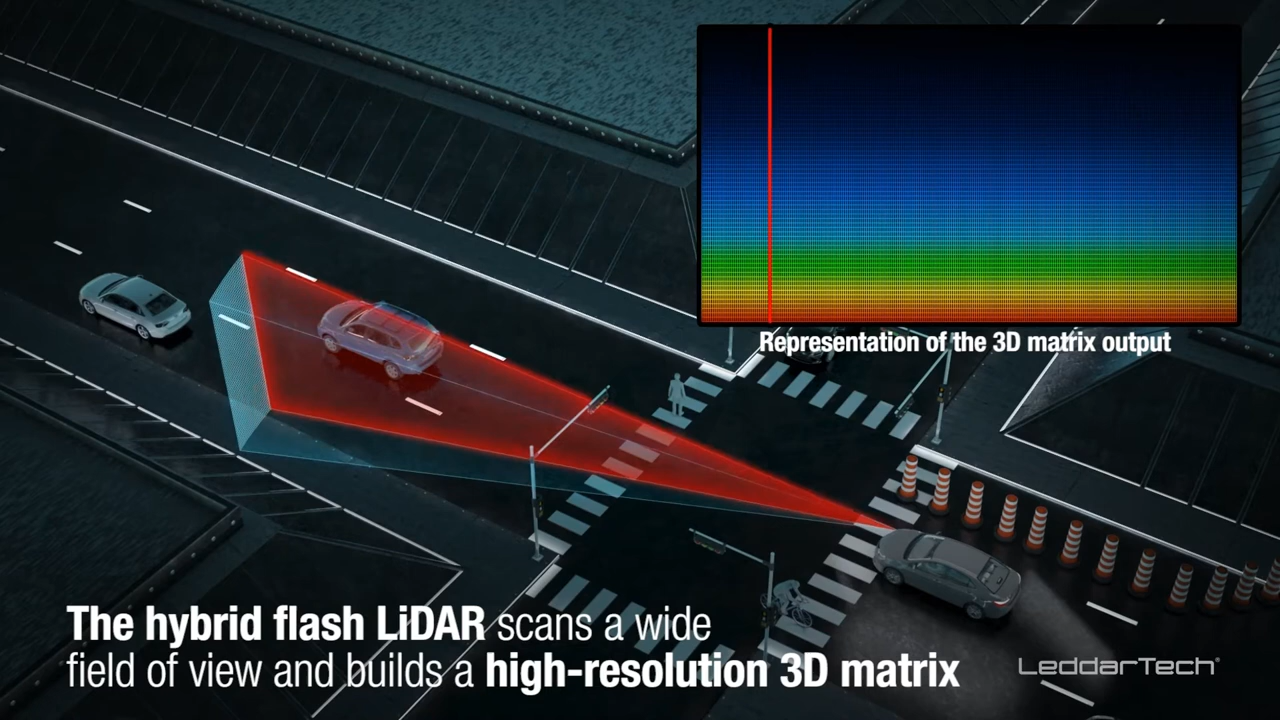 Representation of the 3D matrix output
The hybrid flash LiDAR scans a wide
field of view and builds a high-resolution 3D matrix
LeddarTech®